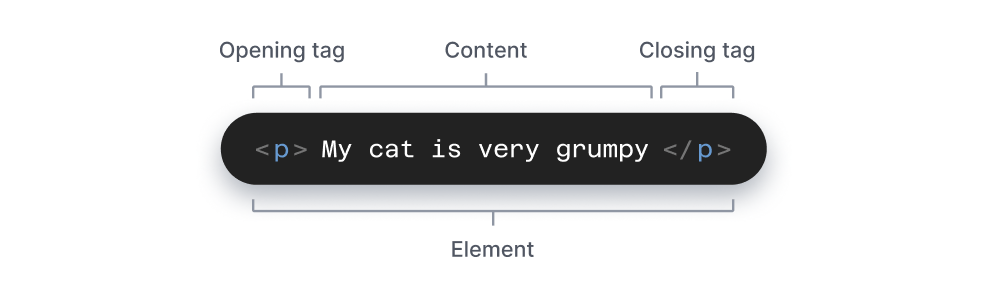 Opening tag Content Closing tag
<p> My cat is very grumpy </p>
Element